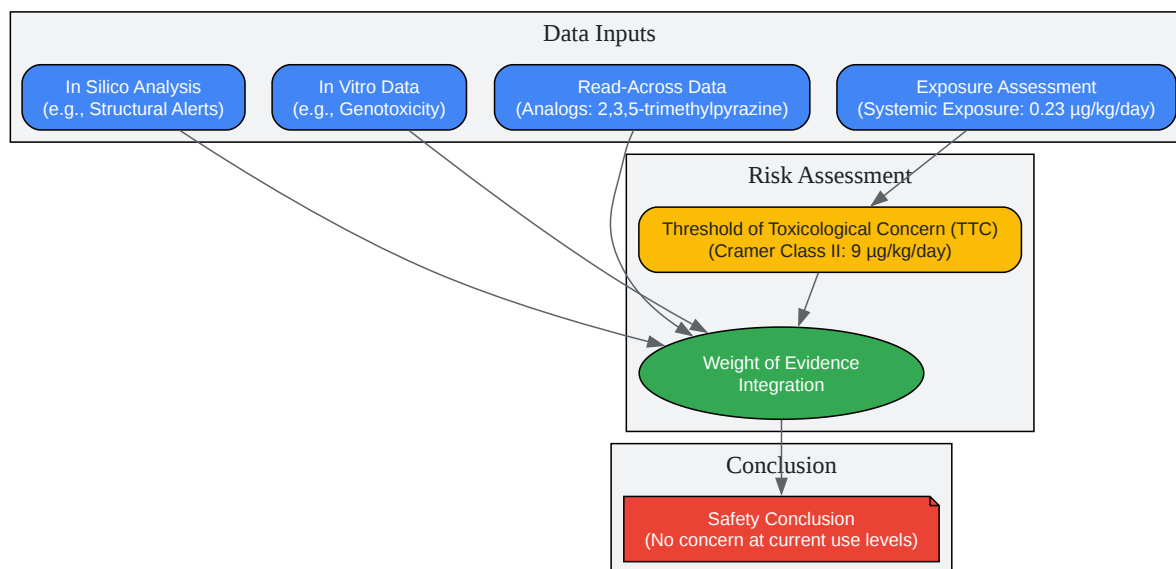 Data Inputs
In Silico Analysis
(e.g., Structural Alerts)
In Vitro Data
(e.g., Genotoxicity)
Read-Across Data
(Analogs: 2,3,5-trimethylpyrazine)
Exposure Assessment
(Systemic Exposure: 0.23 µg/kg/day)
Risk Assessment
Threshold of Toxicological Concern (TTC)
(Cramer Class II: 9 µg/kg/day)
Weight of Evidence
Integration
Conclusion
Safety Conclusion
(No concern at current use levels)